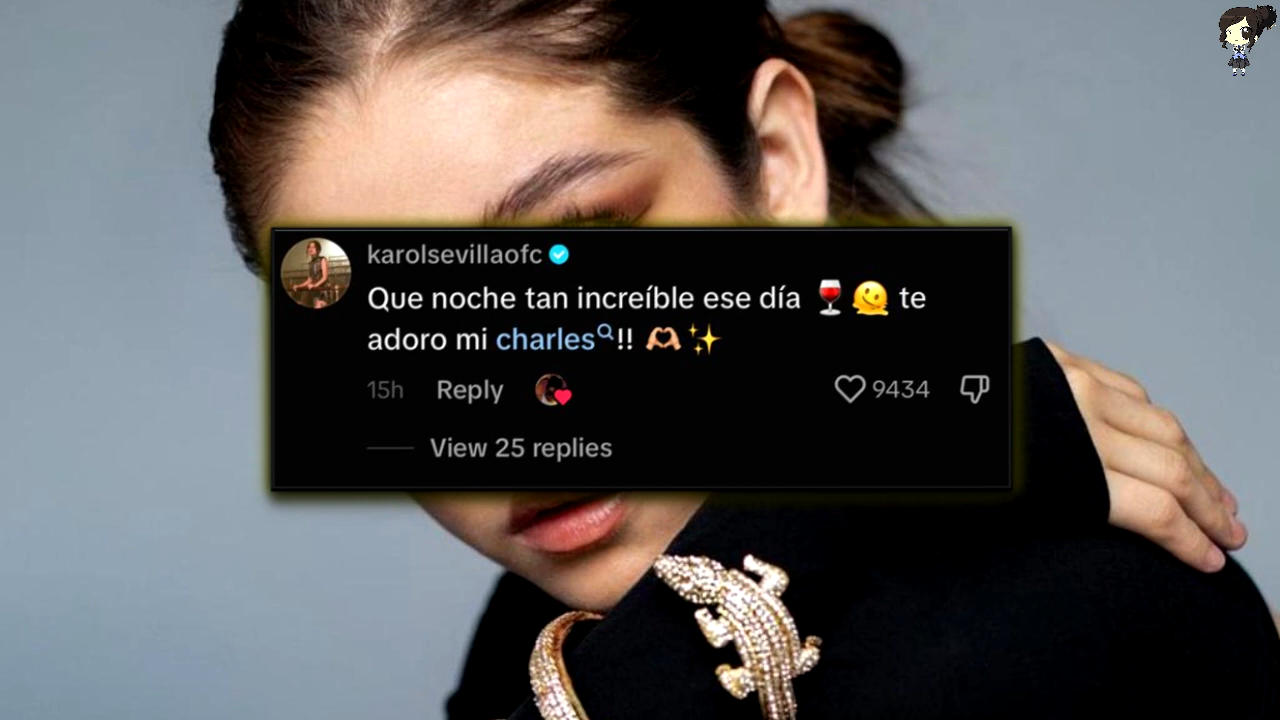 karolsevillaofc
Que noche tan increíble ese día 🍷🫠 te
adoro mi charles🔍!! 🫶🏼✨
15h Reply 9434
View 25 replies